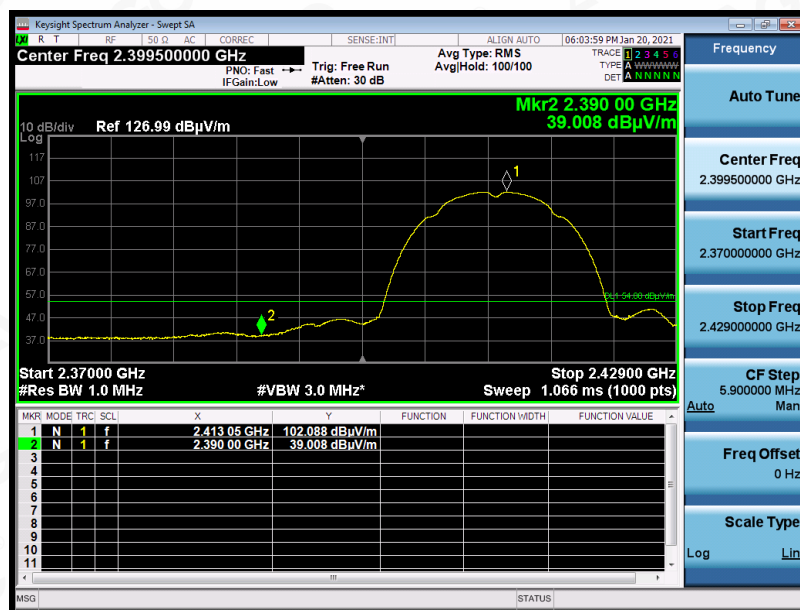 Keysight Spectrum Analyzer - Swept SA
LXI R T RF 50 Ω AC CORREC SENSE:INT ALIGN AUTO 06:03:59 PM Jan 20, 2021
Center Freq 2.399500000 GHz
PNO: Fast
IFGain:Low
Trig: Free Run
#Atten: 30 dB
Avg Type: RMS
Avg|Hold: 100/100
TRACE 1 2 3 4 5 6
TYPE A WWWWW
DET A N N N N N
Mkr2 2.390 00 GHz
39.008 dBµV/m
10 dB/div Ref 126.99 dBµV/m
Log
117
107
97.0
87.0
77.0
67.0
57.0
47.0
37.0
1
2
DL1 54.00 dBµV/m
Start 2.37000 GHz Stop 2.42900 GHz
#Res BW 1.0 MHz #VBW 3.0 MHz* Sweep 1.066 ms (1000 pts)
MKR MODE TRC SCL X Y FUNCTION FUNCTION WIDTH FUNCTION VALUE
1 N 1 f 2.413 05 GHz 102.088 dBµV/m
2 N 1 f 2.390 00 GHz 39.008 dBµV/m
3
4
5
6
7
8
9
10
11
MSG STATUS
Frequency
Auto Tune
Center Freq
2.399500000 GHz
Start Freq
2.370000000 GHz
Stop Freq
2.429000000 GHz
CF Step
5.900000 MHz
Auto Man
Freq Offset
0 Hz
Scale Type
Log Lin